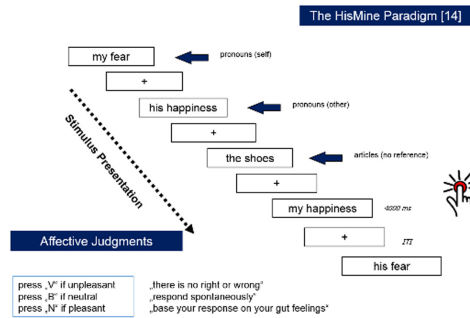 The HisMine Paradigm [14]
my fear
pronouns (self)
+
his happiness
pronouns (other)
+
the shoes
articles (no reference)
+
my happiness
4000 ms
+
ITI
his fear
Stimulus Presentation
Affective Judgments
press „V“ if unpleasant
press „B“ if neutral
press „N“ if pleasant
„there is no right or wrong“
„respond spontaneously“
„base your response on your gut feelings“